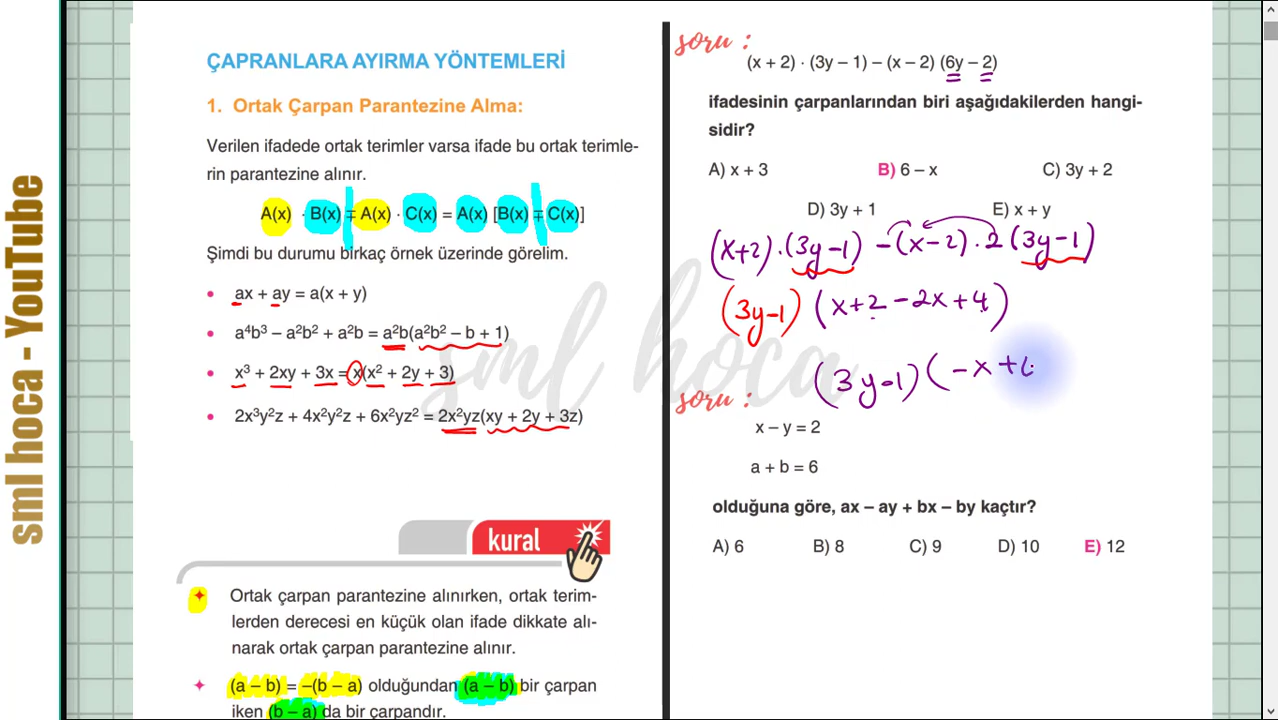 sml hoca - YouTube
ÇAPRANLARA AYIRMA YÖNTEMLERİ
1. Ortak Çarpan Parantezine Alma:
Verilen ifadede ortak terimler varsa ifade bu ortak terimle-
rin parantezine alınır.
A(x) · B(x) ∓ A(x) · C(x) = A(x) [B(x) ∓ C(x)]
Şimdi bu durumu birkaç örnek üzerinde görelim.
• ax + ay = a(x + y)
• a⁴b³ – a²b² + a²b = a²b(a²b² – b + 1)
• x³ + 2xy + 3x = x(x² + 2y + 3)
• 2x³y²z + 4x²y²z + 6x²yz² = 2x²yz(xy + 2y + 3z)
kural
Ortak çarpan parantezine alınırken, ortak terim-
lerden derecesi en küçük olan ifade dikkate alı-
narak ortak çarpan parantezine alınır.
(a – b) = –(b – a) olduğundan (a – b) bir çarpan
iken (b – a) da bir çarpandır.
sml hoca
soru :
(x + 2) · (3y – 1) – (x – 2) (6y – 2)
ifadesinin çarpanlarından biri aşağıdakilerden hangi-
sidir?
A) x + 3 B) 6 – x C) 3y + 2
D) 3y + 1 E) x + y
(x+2)·(3y-1) -(x-2)·2(3y-1)
(3y-1) (x+2-2x+4)
(3y-1)(-x+
soru :
x – y = 2
a + b = 6
olduğuna göre, ax – ay + bx – by kaçtır?
A) 6 B) 8 C) 9 D) 10 E) 12